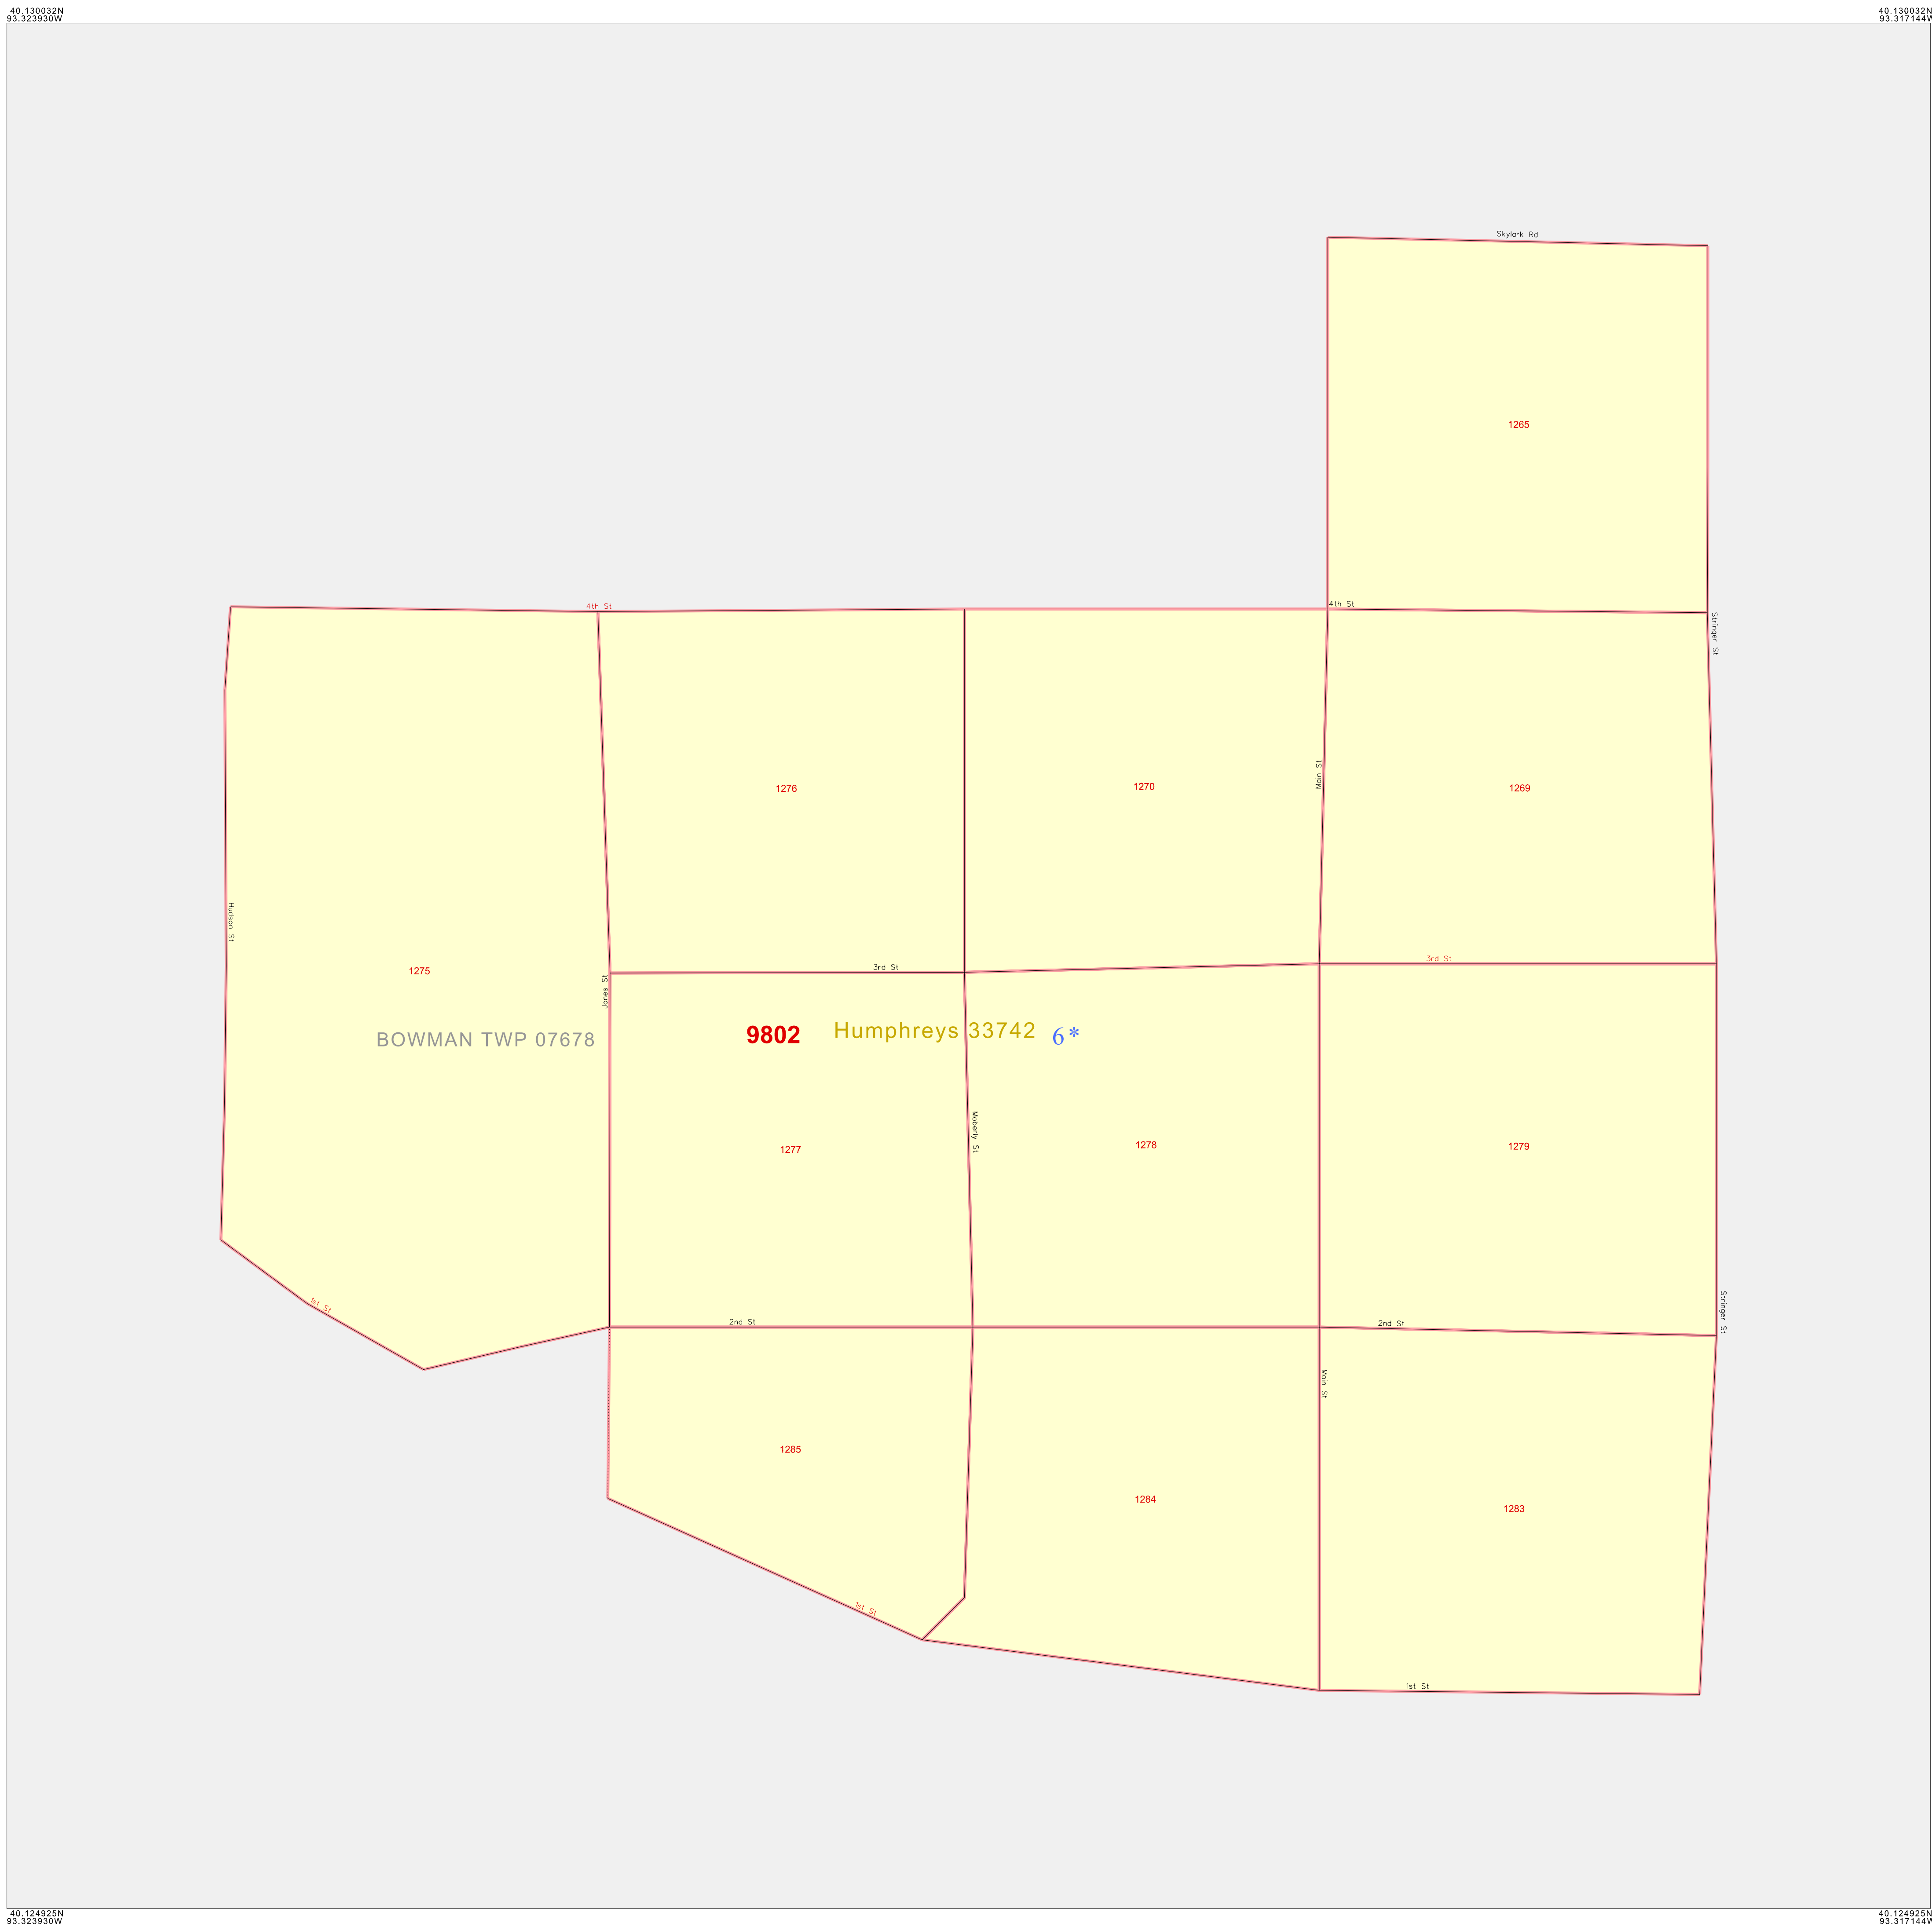 40.130032N
93.323930W
40.130032N
93.317144W
Skylark Rd
1265
4th St
4th St
Stringer St
Main St
1276
1270
1269
Hudson St
3rd St
3rd St
1275
Jones St
BOWMAN TWP 07678
9802
Humphreys 33742
6*
Moberly St
1277
1278
1279
1st St
2nd St
2nd St
Stringer St
Main St
1285
1284
1283
1st St
1st St
40.124925N
93.323930W
40.124925N
93.317144W